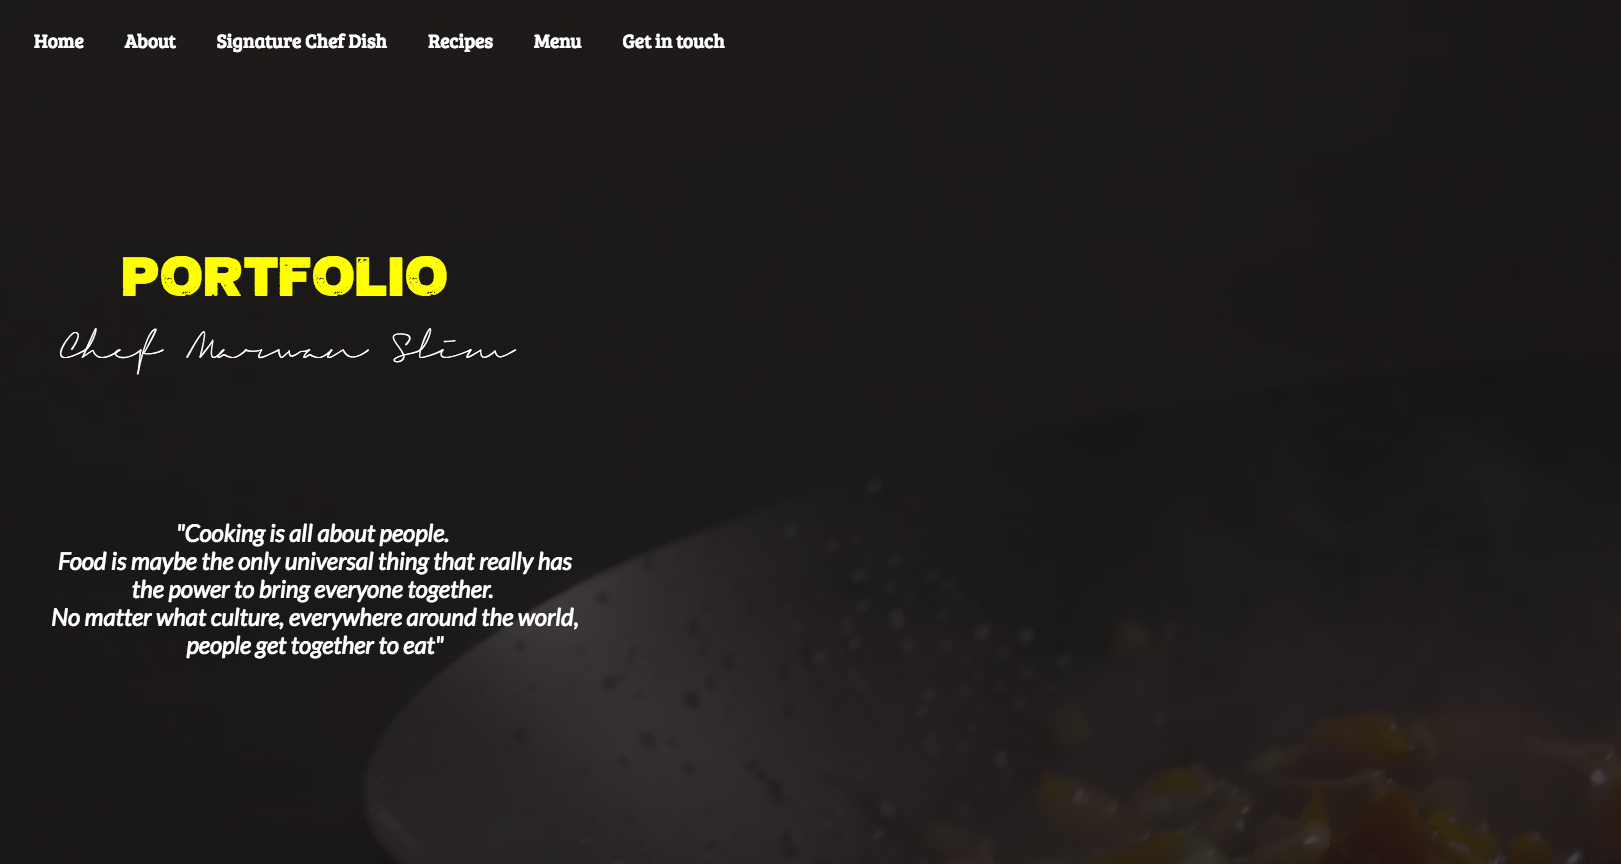 Home About Signature Chef Dish Recipes Menu Get in touch
PORTFOLIO
Chef Marwan Slim
"Cooking is all about people.
Food is maybe the only universal thing that really has
the power to bring everyone together.
No matter what culture, everywhere around the world,
people get together to eat"